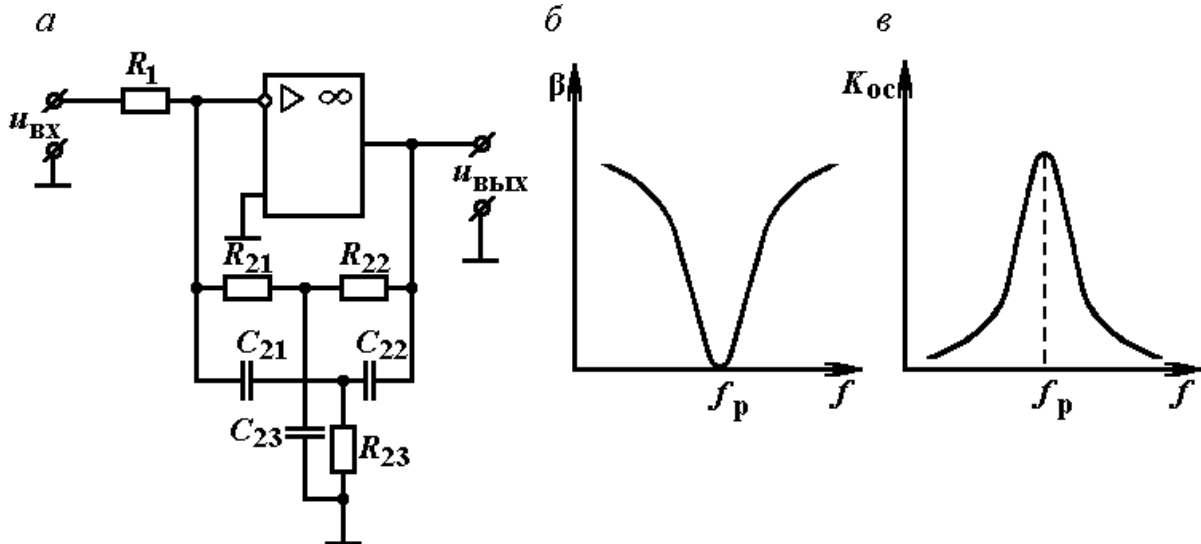 а
R₁
▷ ∞
uвх
uвых
R₂₁
R₂₂
C₂₁
C₂₂
C₂₃
R₂₃
б
β
fр
f
в
Kос
fр
f